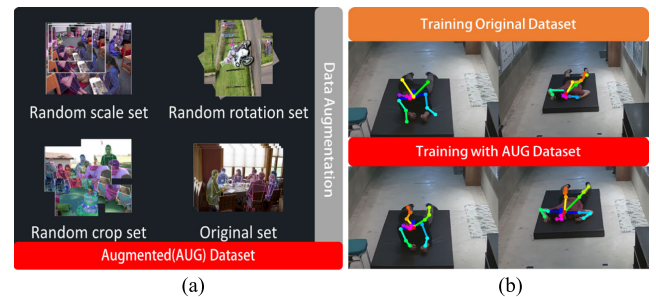 Random scale set
Random rotation set
Random crop set
Original set
Data Augmentation
Augmented(AUG) Dataset
(a)
Training Original Dataset
Training with AUG Dataset
(b)